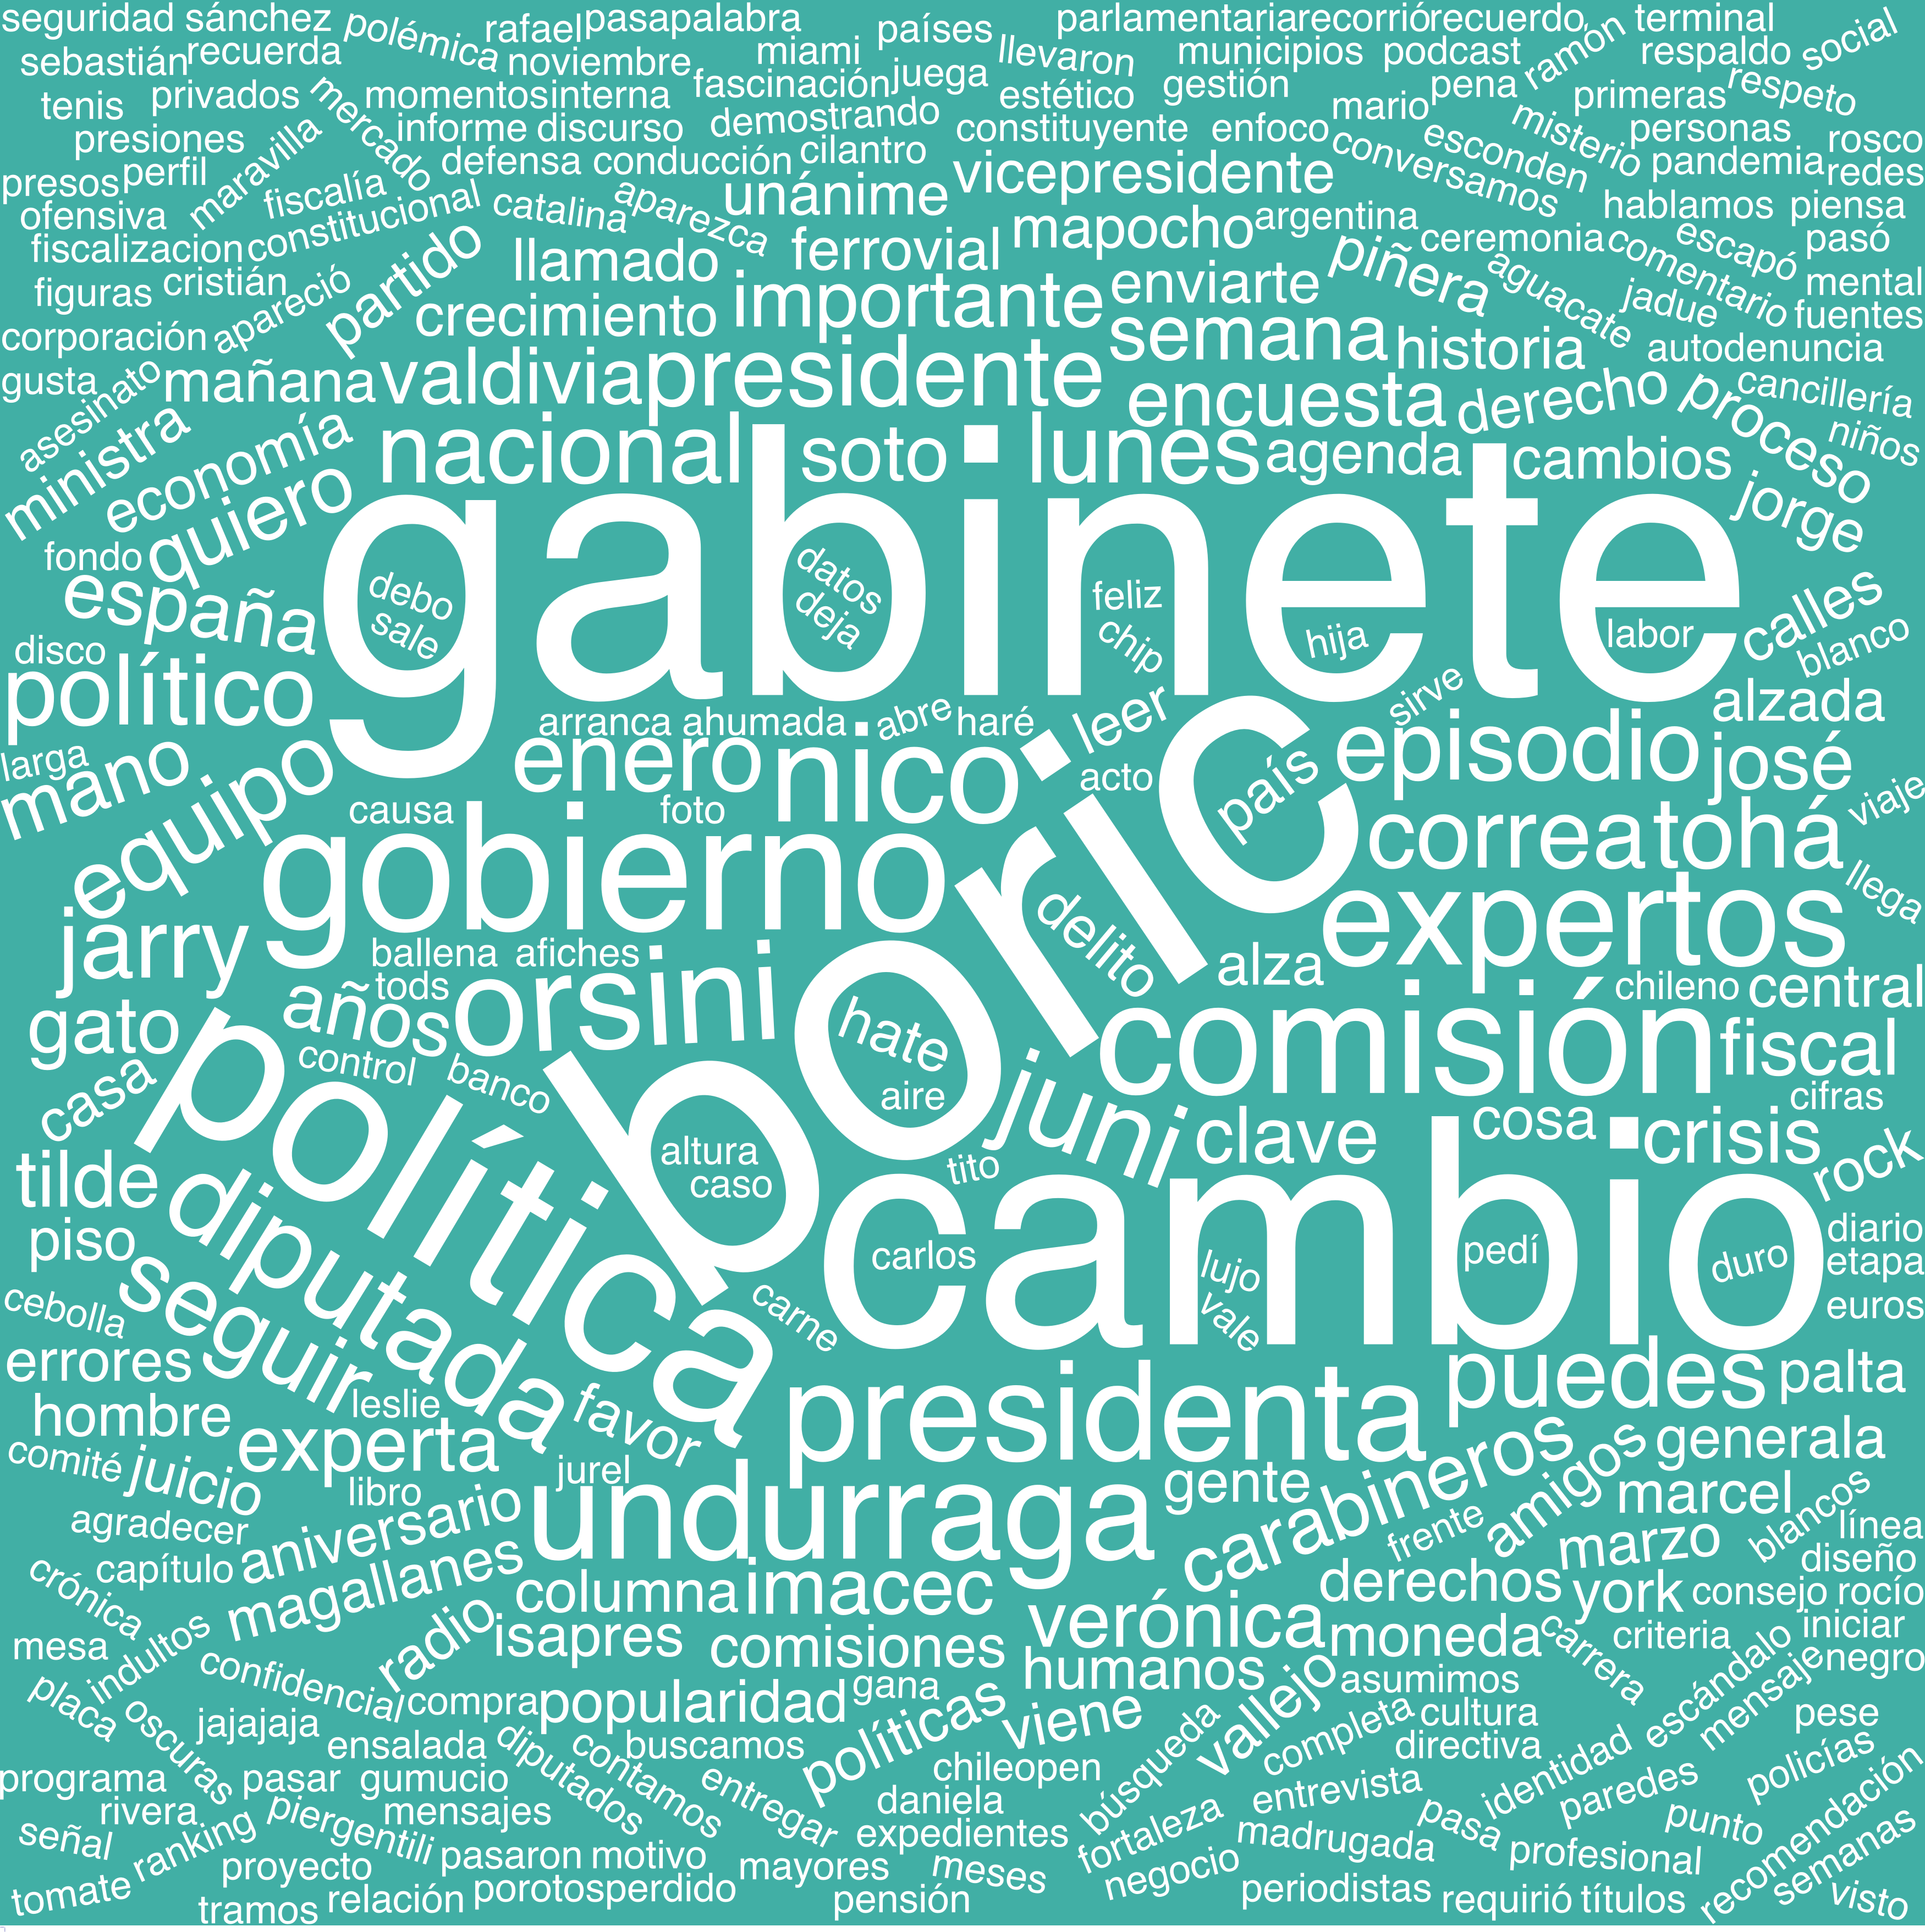 seguridad
sánchez
polémica
rafael
pasapalabra
parlamentaria
recorrió
recuerdo
terminal
social
sebastián
recuerda
noviembre
miami
países
llevaron
municipios
podcast
ramón
respaldo
tenis
privados
mercado
momentos
interna
fascinación
juega
estético
gestión
mario
pena
primeras
respeto
presiones
maravilla
informe
discurso
demostrando
constituyente
enfoco
esconden
misterio
personas
rosco
presos
perfil
fiscalía
defensa
conducción
cilantro
vicepresidente
conversamos
pandemia
redes
ofensiva
constitucional
catalina
aparezca
unánime
mapocho
argentina
hablamos
piensa
fiscalizacion
partido
llamado
ferrovial
piñera
ceremonia
comentario
escapó
pasó
figuras
cristián
apareció
crecimiento
importante
enviarte
aguacate
jadue
mental
fuentes
corporación
semana
historia
autodenuncia
gusta
asesinato
mañana
valdivia
presidente
encuesta
derecho
proceso
cancillería
ministra
economía
nacional
soto
lunes
agenda
cambios
niños
jorge
quiero
gabinete
fondo
españa
debo
sale
datos
deja
feliz
chip
hija
labor
calles
blanco
disco
político
arranca
ahumada
abre
haré
leer
sirve
alzada
larga
mano
equipo
enero
nico
acto
país
episodio
josé
viaje
causa
foto
gobierno
boric
correa
tohá
llega
jarry
ballena
afiches
delito
expertos
alza
gato
años
tods
orsini
hate
comisión
chileno
central
fiscal
casa
control
banco
aire
juni
cifras
política
altura
caso
tito
clave
cosa
crisis
rock
tilde
diputada
cambio
piso
seguir
carlos
lujo
vale
pedí
duro
diario
etapa
euros
cebolla
carne
errores
leslie
favor
presidenta
puedes
palta
hombre
experta
generala
comité
juicio
libro
jurel
undurraga
gente
carabineros
amigos
marcel
agradecer
aniversario
frente
blancos
línea
capítulo
crónica
magallanes
columna
imacec
derechos
marzo
diseño
york
consejo
rocío
mesa
indultos
radio
isapres
comisiones
verónica
moneda
carrera
criteria
iniciar
placa
confidencial
compra
popularidad
gana
humanos
asumimos
escándalo
mensaje
negro
oscuras
jajajaja
políticas
viene
vallejo
completa
cultura
pese
ensalada
diputados
contamos
buscamos
búsqueda
directiva
programa
pasar
gumucio
entregar
chileopen
identidad
policías
rivera
piergentili
mensajes
daniela
entrevista
paredes
recomendación
señal
ranking
expedientes
fortaleza
madrugada
pasa
punto
proyecto
pasaron
motivo
mayores
meses
negocio
profesional
semanas
tomate
tramos
relación
porotos
perdido
pensión
periodistas
requirió
títulos
visto